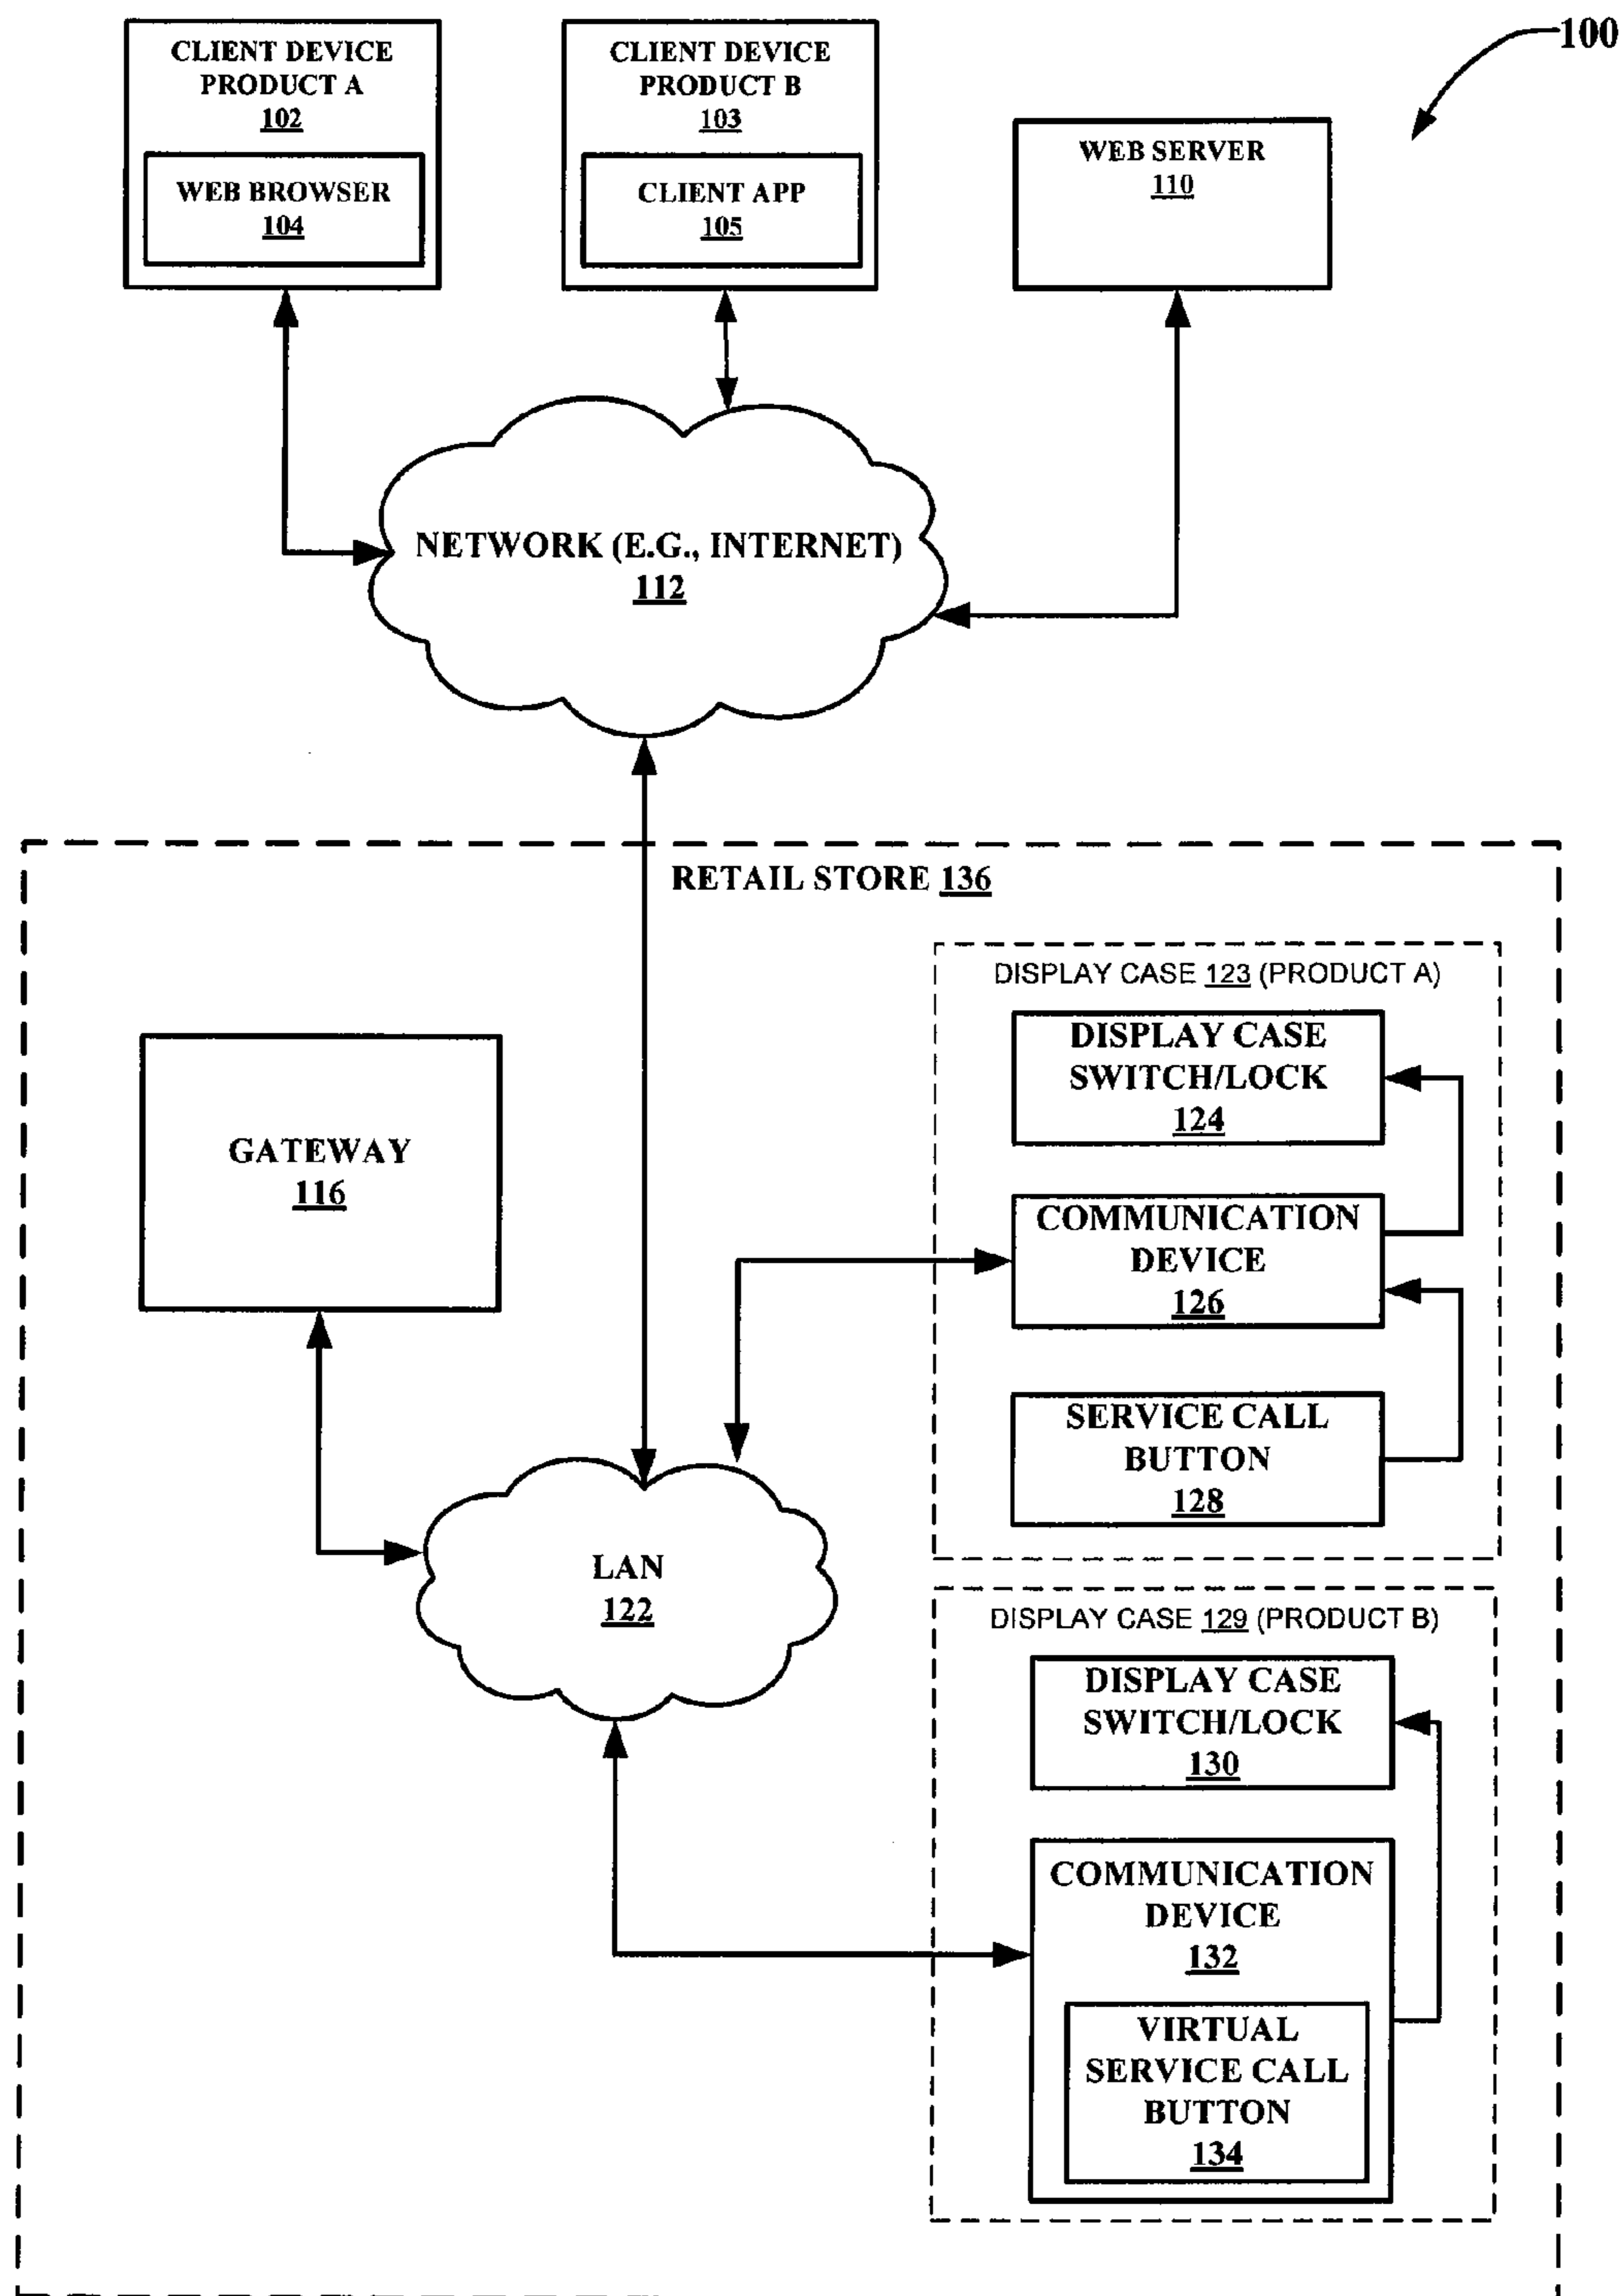 100
CLIENT DEVICE
PRODUCT A
102
WEB BROWSER
104
CLIENT DEVICE
PRODUCT B
103
CLIENT APP
105
WEB SERVER
110
NETWORK (E.G., INTERNET)
112
RETAIL STORE 136
GATEWAY
116
DISPLAY CASE 123 (PRODUCT A)
DISPLAY CASE
SWITCH/LOCK
124
COMMUNICATION
DEVICE
126
SERVICE CALL
BUTTON
128
LAN
122
DISPLAY CASE 129 (PRODUCT B)
DISPLAY CASE
SWITCH/LOCK
130
COMMUNICATION
DEVICE
132
VIRTUAL
SERVICE CALL
BUTTON
134